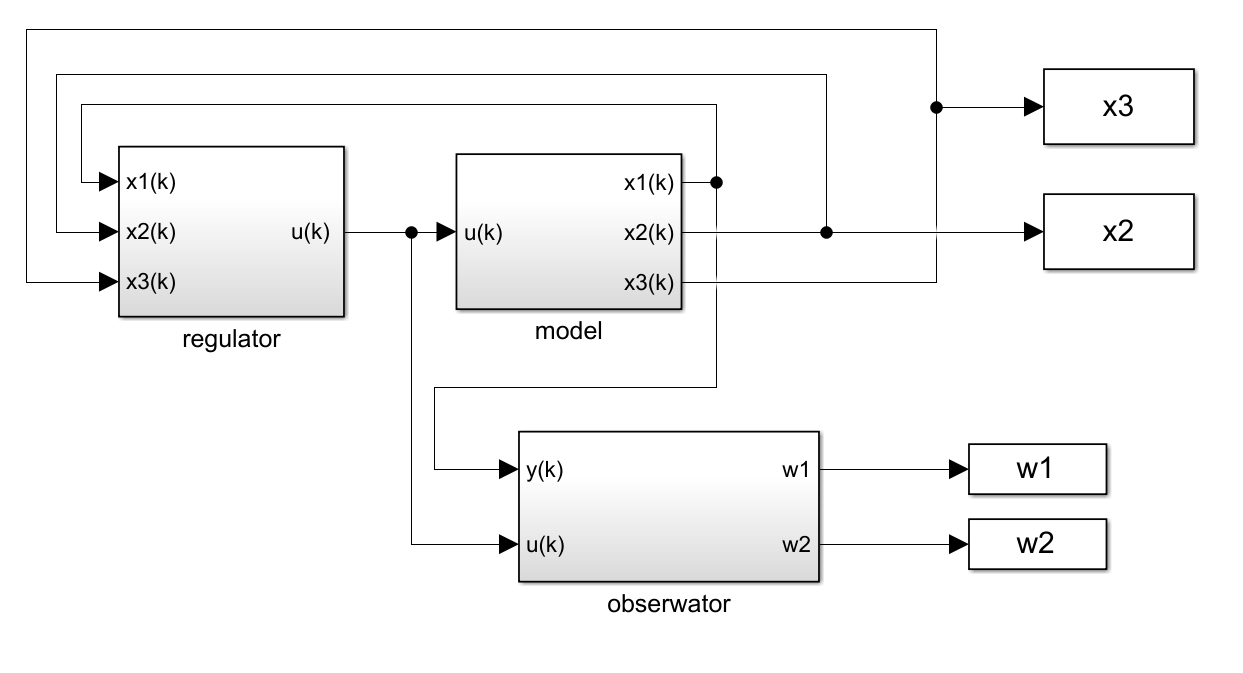 x3
x1(k)
x2(k)
x3(k)
u(k)
regulator
u(k)
x1(k)
x2(k)
x3(k)
model
x2
y(k)
u(k)
w1
w2
obserwator
w1
w2